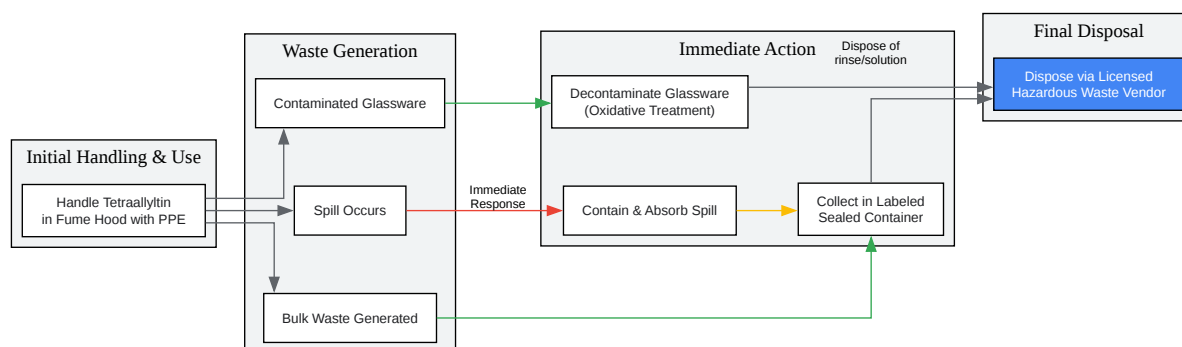 Initial Handling & Use
Handle Tetraallyltin
in Fume Hood with PPE
Waste Generation
Contaminated Glassware
Spill Occurs
Bulk Waste Generated
Immediate
Response
Immediate Action
Decontaminate Glassware
(Oxidative Treatment)
Contain & Absorb Spill
Collect in Labeled
Sealed Container
Dispose of
rinse/solution
Final Disposal
Dispose via Licensed
Hazardous Waste Vendor